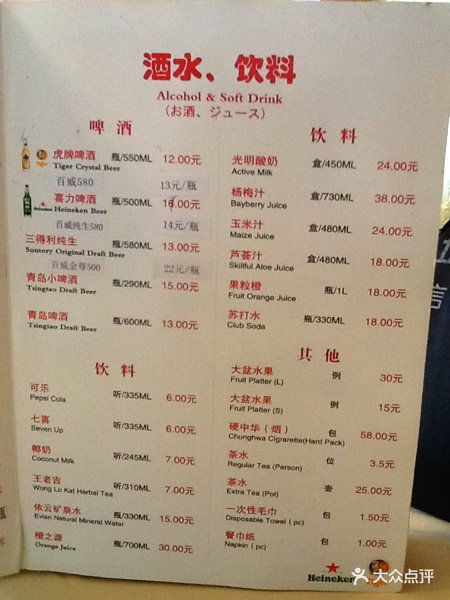 酒水、饮料
Alcohol & Soft Drink
（お酒、ジュース）
啤 酒
虎牌啤酒 瓶/550ML 12.00元
Tiger Crystal Beer
百威580 13元/瓶
喜力啤酒 瓶/500ML 16.00元
Heineken Beer
百威纯生580 14元/瓶
三得利纯生 瓶/580ML 13.00元
Suntory Original Draft Beer
百威金尊500 22元/瓶
青岛小啤酒 瓶/290ML 15.00元
Tsingtao Draft Beer
青岛啤酒 瓶/600ML 13.00元
Tsingtao Draft Beer
饮 料
可乐 听/335ML 6.00元
Pepsi Cola
七喜 听/335ML 6.00元
Seven Up
椰奶 听/245ML 7.00元
Coconut Milk
王老吉 听/310ML 7.00元
Wong Lo Kat Herbal Tea
依云矿泉水 瓶/330ML 15.00元
Evian Natural Mineral Water
橙之源 瓶/700ML 30.00元
Orange Juice
饮 料
光明酸奶 盒/450ML 24.00元
Active Milk
杨梅汁 盒/730ML 38.00元
Bayberry Juice
玉米汁 盒/480ML 24.00元
Maize Juice
芦荟汁 盒/480ML 18.00元
Skillful Aloe Juice
果粒橙 瓶/1L 18.00元
Fruit Orange Juice
苏打水 瓶/330ML 18.00元
Club Soda
其 他
大盆水果 例 30元
Fruit Platter (L)
大盆水果 例 15元
Fruit Platter (S)
硬中华（烟） 包 58.00元
Chunghwa Cigrarette(Hard Pack)
茶水 位 3.5元
Regular Tea (Person)
茶水 壶 25.00元
Extra Tea (Pot)
一次性毛巾 包 1.50元
Disposable Towel ( pc)
餐巾纸 包 1.00元
Napkin ( pc)
Heineken
大众点评
言